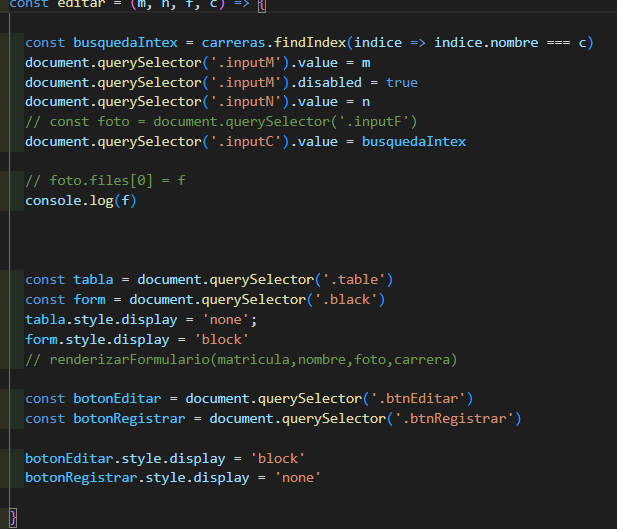 const editar = (m, n, f, c) => {
const busquedaIntex = carreras.findIndex(indice => indice.nombre === c)
document.querySelector('.inputM').value = m
document.querySelector('.inputM').disabled = true
document.querySelector('.inputN').value = n
// const foto = document.querySelector('.inputF')
document.querySelector('.inputC').value = busquedaIntex
// foto.files[0] = f
console.log(f)
const tabla = document.querySelector('.table')
const form = document.querySelector('.black')
tabla.style.display = 'none';
form.style.display = 'block'
// renderizarFormulario(matricula,nombre,foto,carrera)
const botonEditar = document.querySelector('.btnEditar')
const botonRegistrar = document.querySelector('.btnRegistrar')
botonEditar.style.display = 'block'
botonRegistrar.style.display = 'none'
}